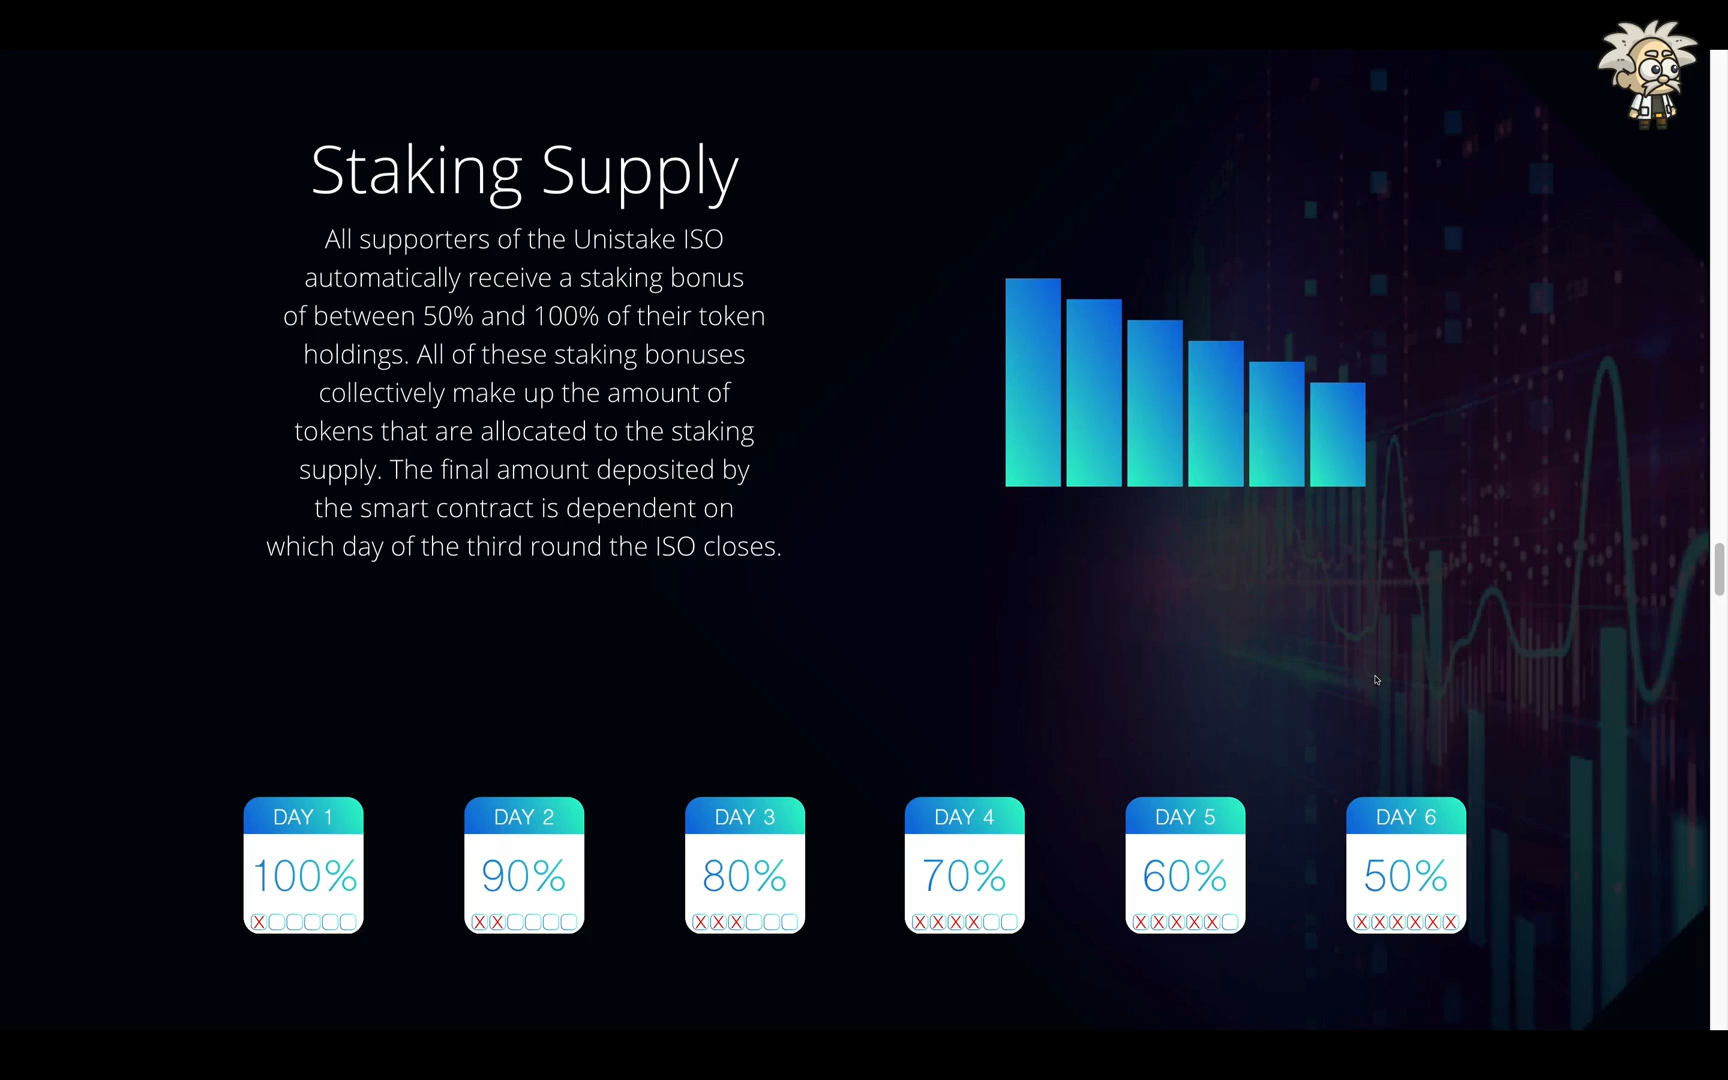 Staking Supply
All supporters of the Unistake ISO
automatically receive a staking bonus
of between 50% and 100% of their token
holdings. All of these staking bonuses
collectively make up the amount of
tokens that are allocated to the staking
supply. The final amount deposited by
the smart contract is dependent on
which day of the third round the ISO closes.
DAY 1
100%
X
DAY 2
90%
X X
DAY 3
80%
X X X
DAY 4
70%
X X X X
DAY 5
60%
X X X X X
DAY 6
50%
X X X X X X